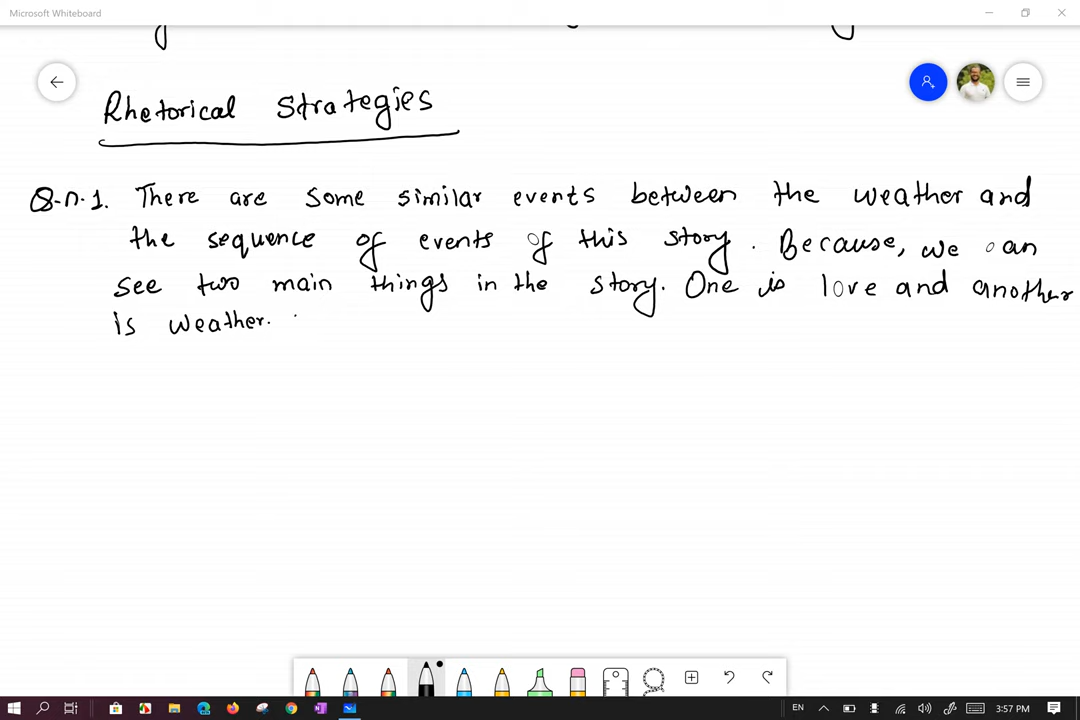 Microsoft Whiteboard
Rhetorical Strategies
Q.n.1. There are some similar events between the weather and
the sequence of events of this story. Because, we can
see two main things in the story. One is love and another
is weather.
EN
3:57 PM